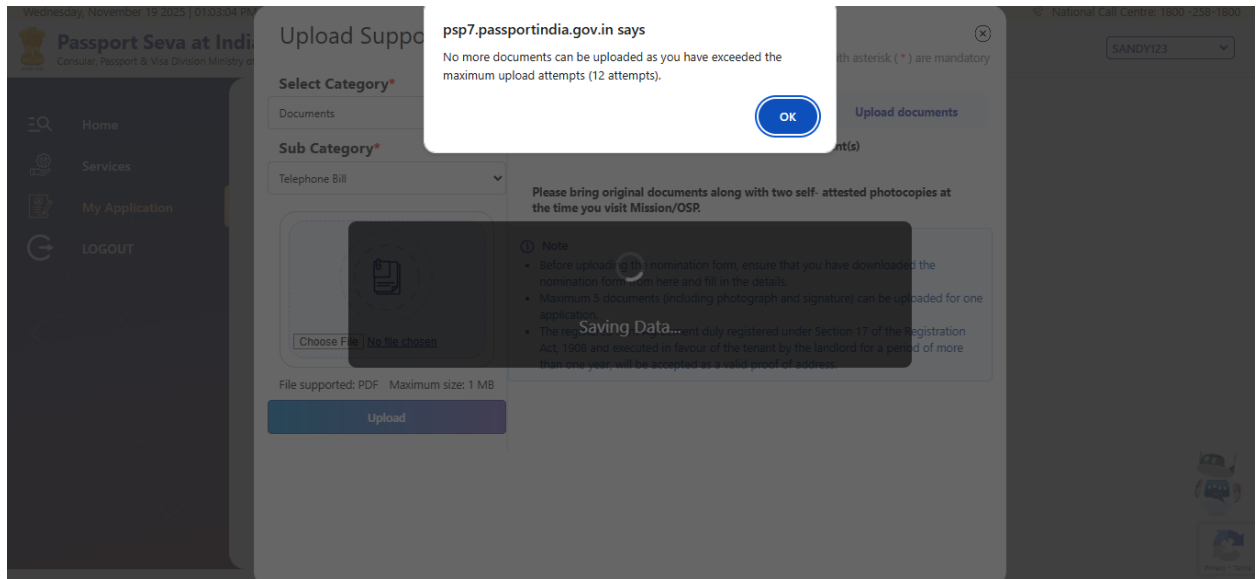 Wednesday, November 19 2025 | 01:03:04 PM
National Call Centre: 1800 -258-1800
Passport Seva at Indi
Consular, Passport & Visa Division Ministry of
SANDY123
Home
Services
My Application
LOGOUT
Upload Suppo
th asterisk ( * ) are mandatory
psp7.passportindia.gov.in says
No more documents can be uploaded as you have exceeded the
maximum upload attempts (12 attempts).
OK
Select Category*
Documents
Upload documents
Sub Category*
nt(s)
Telephone Bill
Please bring original documents along with two self- attested photocopies at
the time you visit Mission/OSP.
Note
Before uploading the nomination form, ensure that you have downloaded the
nomination form from here and fill in the details.
Maximum 5 documents (including photograph and signature) can be uploaded for one
application.
The ent duly registered under Section 17 of the Registration
Act, 1908 and executed in favour of the tenant by the landlord for a period of more
than one year, will be accepted as a valid proof of address.
Saving Data...
Choose File No file chosen
File supported: PDF Maximum size: 1 MB
Upload
Privacy - Terms